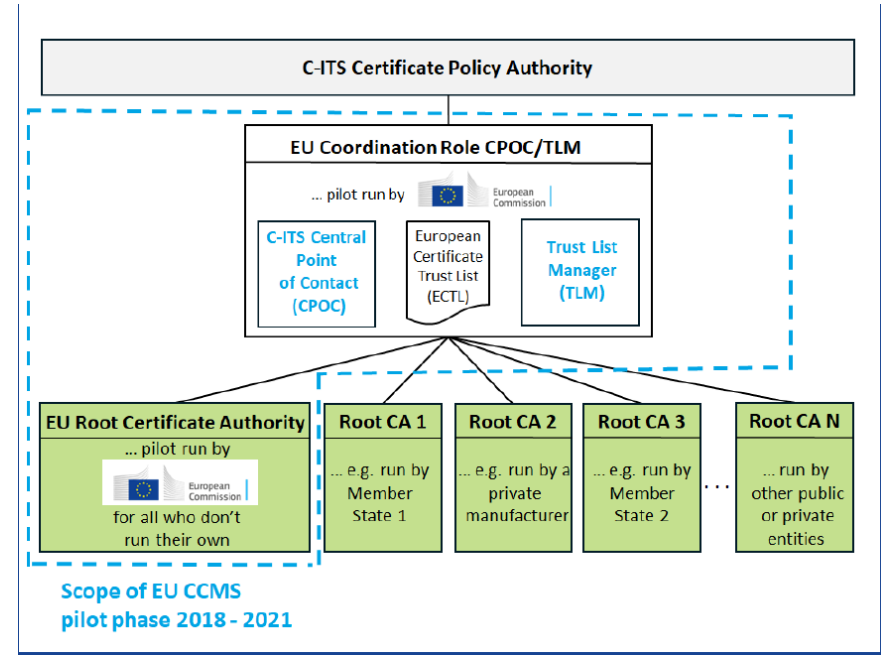 C-ITS Certificate Policy Authority
EU Coordination Role CPOC/TLM
... pilot run by
European
Commission
C-ITS Central
Point
of Contact
(CPOC)
European
Certificate
Trust List
(ECTL)
Trust List
Manager
(TLM)
EU Root Certificate Authority
... pilot run by
European
Commission
for all who don't
run their own
Root CA 1
... e.g. run by
Member
State 1
Root CA 2
... e.g. run by a
private
manufacturer
Root CA 3
... e.g. run by
Member
State 2
...
Root CA N
... run by
other public
or private
entities
Scope of EU CCMS
pilot phase 2018 - 2021